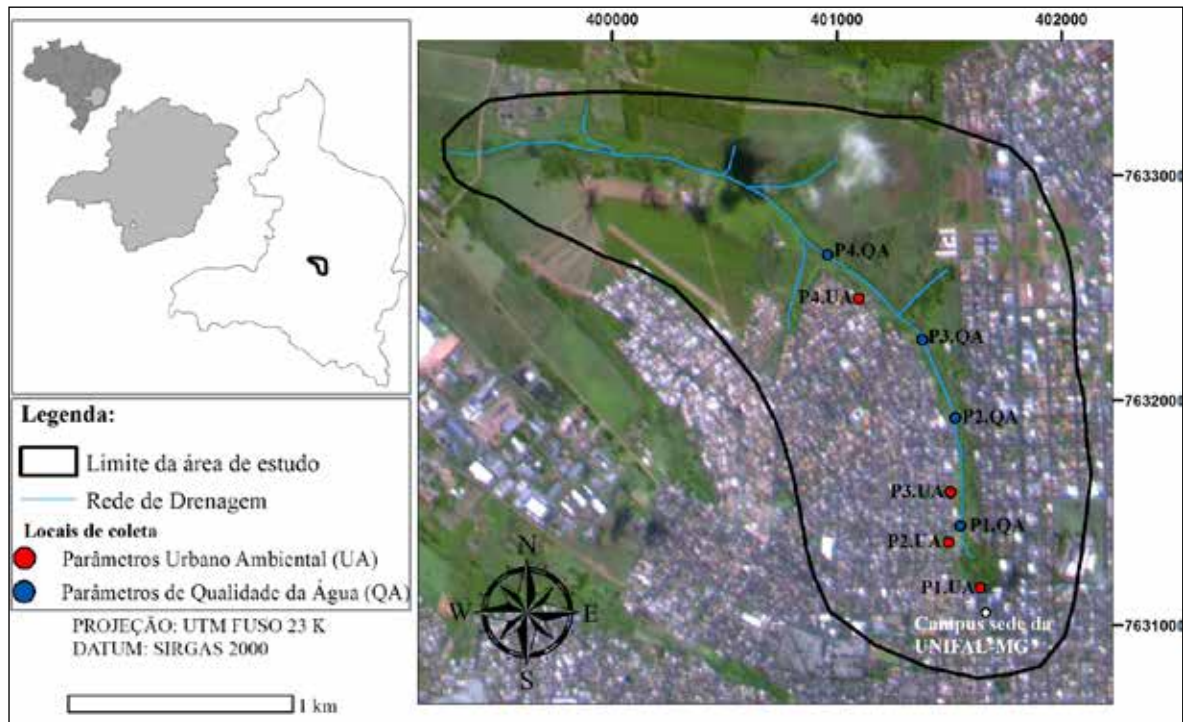 400000 401000 402000
7633000
7632000
7631000
P4.QA
P4.UA
P3.QA
P2.QA
P3.UA
P1.QA
P2.UA
P1.UA
Campus sede da
UNIFAL-MG
N
W E
S
Legenda:
Limite da área de estudo
Rede de Drenagem
Locais de coleta
Parâmetros Urbano Ambiental (UA)
Parâmetros de Qualidade da Água (QA)
PROJEÇÃO: UTM FUSO 23 K
DATUM: SIRGAS 2000
1 km